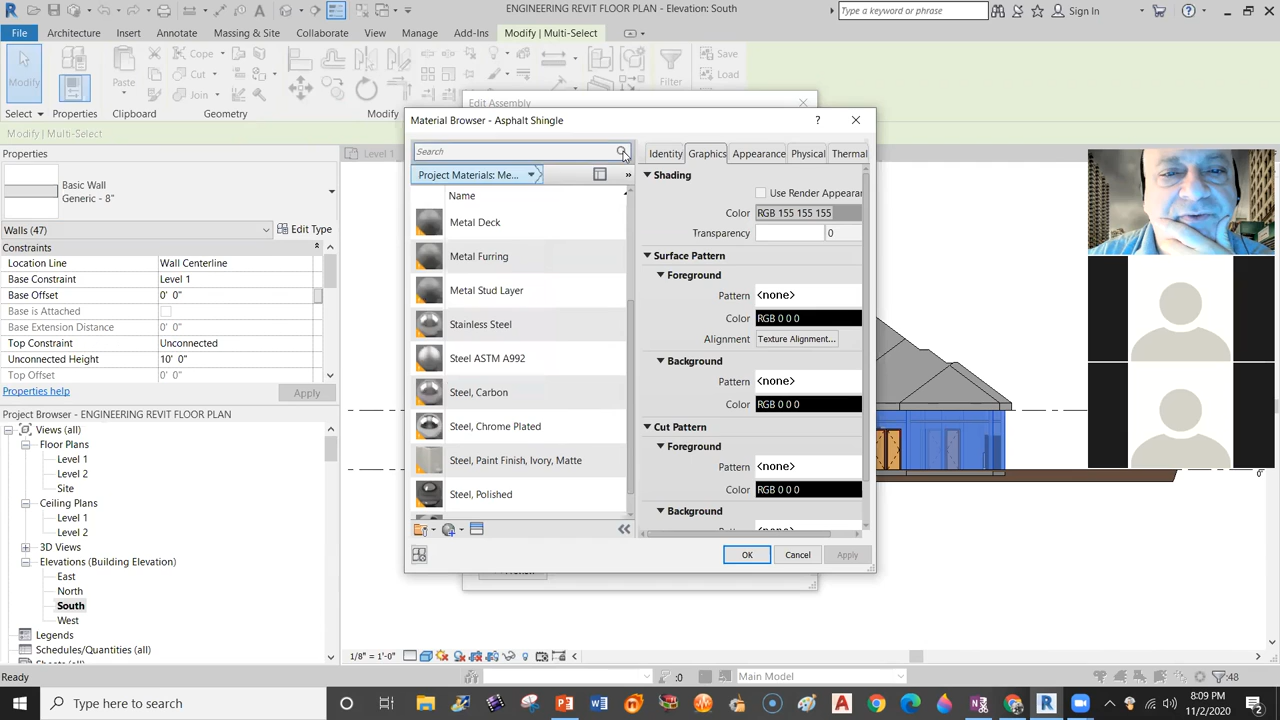 ENGINEERING REVIT FLOOR PLAN - Elevation: South
Type a keyword or phrase
Sign In
File
Architecture
Insert
Annotate
Massing & Site
Collaborate
View
Manage
Add-Ins
Modify | Multi-Select
Modify
Paste
Cope
Cut
Join
Filter
Save
Load
Select
Properties
Clipboard
Geometry
Modify
Modify | Multi-Select
Properties
Basic Wall
Generic - 8"
Walls (47)
Edit Type
Constraints
Location Line Wall Centerline
Base Constraint Level 1
Base Offset 0' 0"
Base is Attached
Base Extension Distance 0' 0"
Top Constraint Unconnected
Unconnected Height 10' 0"
Top Offset 0' 0"
Properties help
Apply
Project Browser - ENGINEERING REVIT FLOOR PLAN
Views (all)
Floor Plans
Level 1
Level 2
Site
Ceiling Plans
Level 1
Level 2
3D Views
Elevations (Building Elevation)
East
North
South
West
Legends
Schedules/Quantities (all)
Level 1
Edit Assembly
Material Browser - Asphalt Shingle
?
Search
Project Materials: Me...
»
Name
Metal Deck
Metal Furring
Metal Stud Layer
Stainless Steel
Steel ASTM A992
Steel, Carbon
Steel, Chrome Plated
Steel, Paint Finish, Ivory, Matte
Steel, Polished
Identity
Graphics
Appearance
Physical
Thermal
Shading
Use Render Appearar
Color RGB 155 155 155
Transparency 0
Surface Pattern
Foreground
Pattern <none>
Color RGB 0 0 0
Alignment Texture Alignment...
Background
Pattern <none>
Color RGB 0 0 0
Cut Pattern
Foreground
Pattern <none>
Color RGB 0 0 0
Background
OK
Cancel
Apply
1/8" = 1'-0"
Ready
:0
Main Model
:48
Type here to search
8:09 PM
11/2/2020